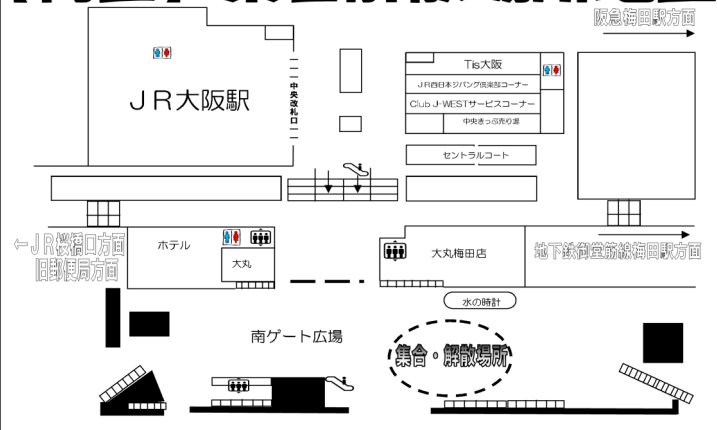 阪急梅田駅方面
Tis大阪
JR西日本ジパング倶楽部コーナー
Club J-WESTサービスコーナー
中央きっぷ売り場
JR大阪駅
中央改札口
セントラルコート
←JR桜橋口方面
旧郵便局方面
ホテル
大丸
大丸梅田店
地下鉄御堂筋線梅田駅方面
水の時計
南ゲート広場
集合・解散場所